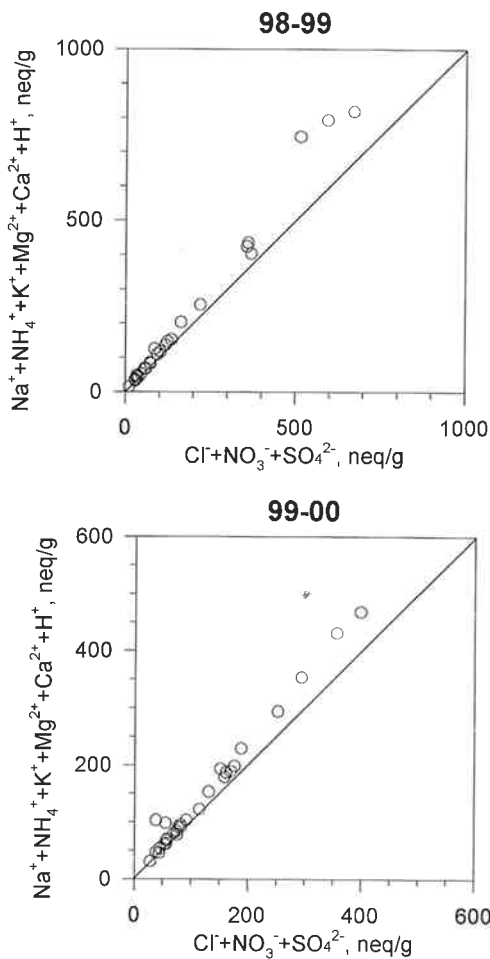 98-99
1000
500
0
Na⁺+NH₄⁺+K⁺+Mg²⁺+Ca²⁺+H⁺, neq/g
0 500 1000
Cl⁻+NO₃⁻+SO₄²⁻, neq/g
99-00
600
400
200
0
Na⁺+NH₄⁺+K⁺+Mg²⁺+Ca²⁺+H⁺, neq/g
0 200 400 600
Cl⁻+NO₃⁻+SO₄²⁻, neq/g